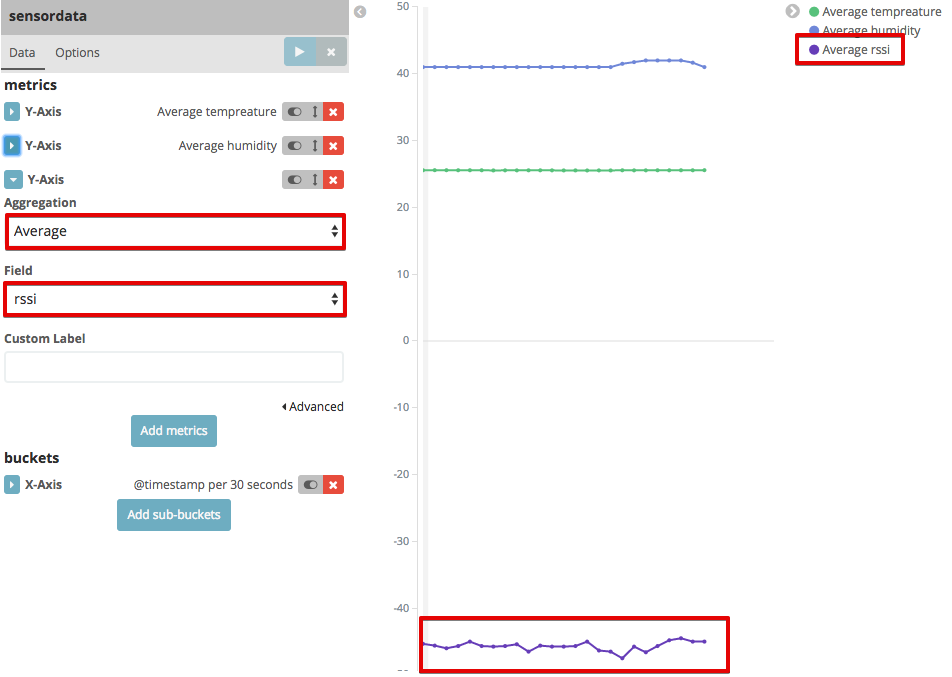 sensordata
Data Options
metrics
Y-Axis Average tempreature
Y-Axis Average humidity
Y-Axis
Aggregation
Average
Field
rssi
Custom Label
Advanced
Add metrics
buckets
X-Axis @timestamp per 30 seconds
Add sub-buckets
50
40
30
20
10
0
-10
-20
-30
-40
Average tempreature
Average humidity
Average rssi